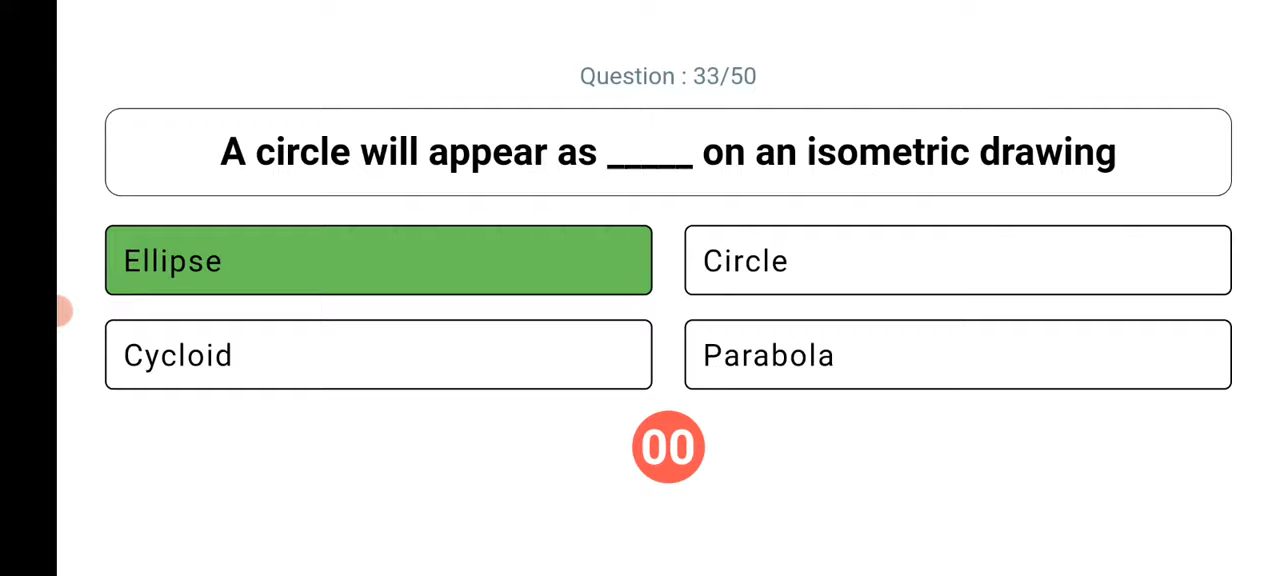 Question : 33/50
A circle will appear as _____ on an isometric drawing
Ellipse
Circle
Cycloid
Parabola
00